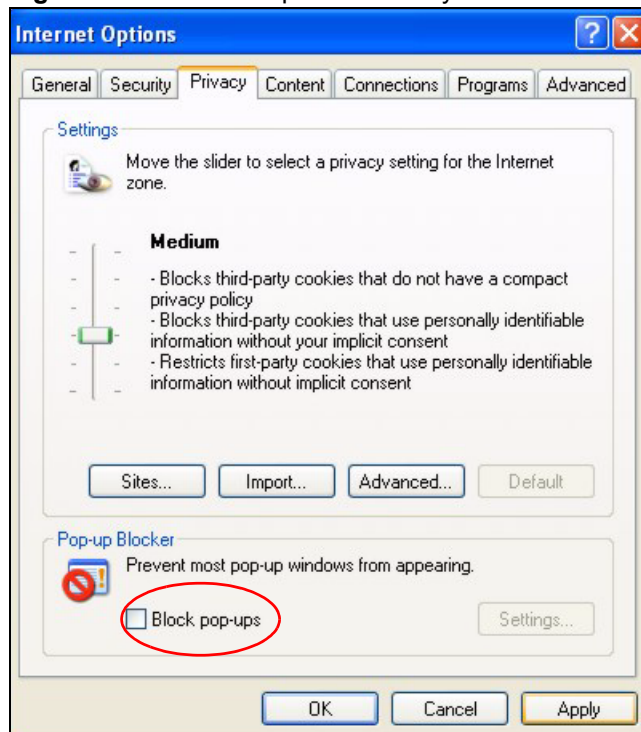 Internet Options
General Security Privacy Content Connections Programs Advanced
Settings
Move the slider to select a privacy setting for the Internet
zone.
Medium
- Blocks third-party cookies that do not have a compact
privacy policy
- Blocks third-party cookies that use personally identifiable
information without your implicit consent
- Restricts first-party cookies that use personally identifiable
information without implicit consent
Sites... Import... Advanced... Default
Pop-up Blocker
Prevent most pop-up windows from appearing.
Block pop-ups Settings...
OK Cancel Apply